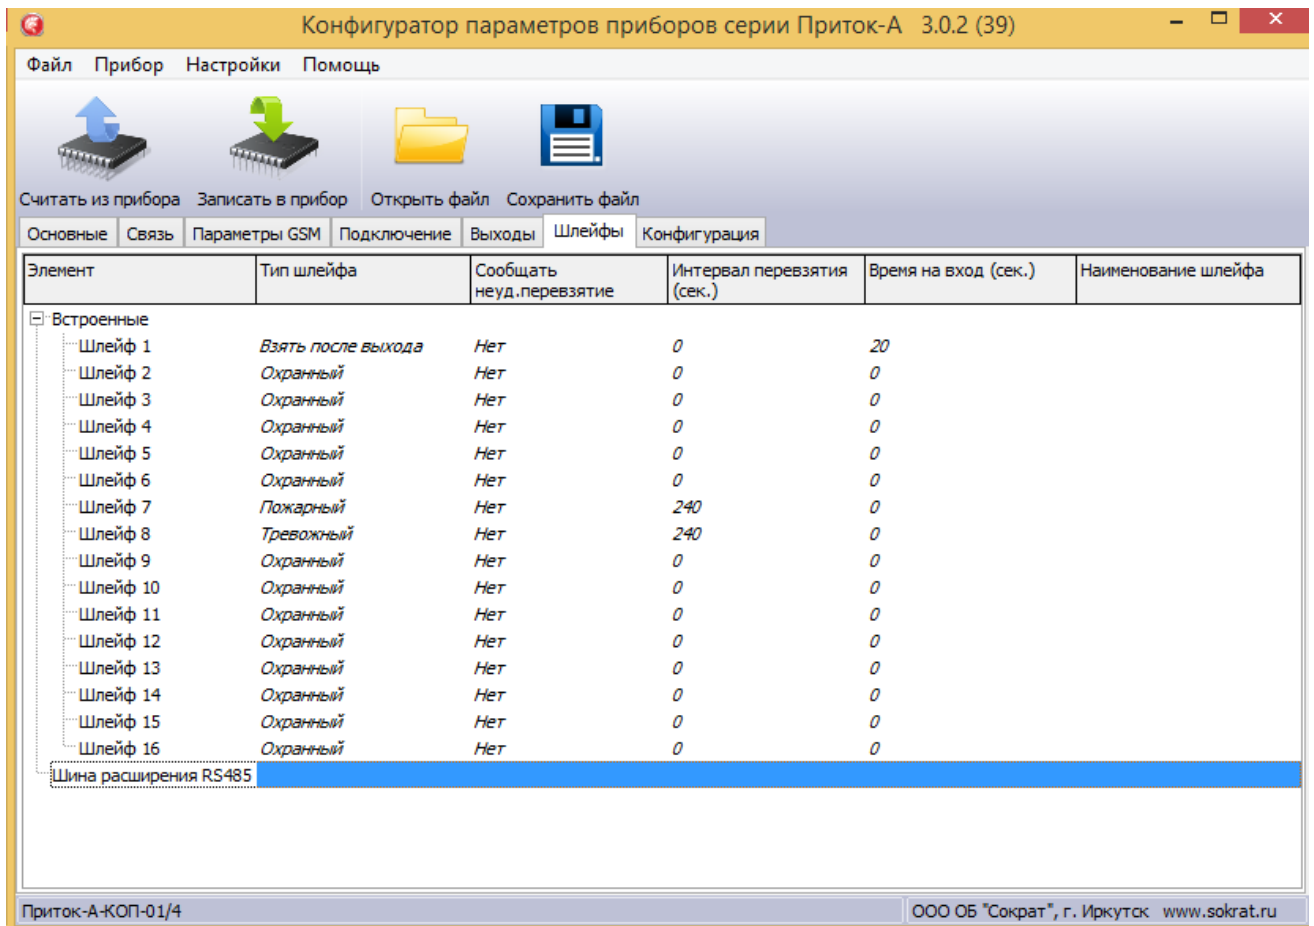 Конфигуратор параметров приборов серии Приток-А 3.0.2 (39)
Файл Прибор Настройки Помощь
Считать из прибора Записать в прибор Открыть файл Сохранить файл
Основные Связь Параметры GSM Подключение Выходы Шлейфы Конфигурация
Элемент Тип шлейфа Сообщать неуд.перевзятие Интервал перевзятия (сек.) Время на вход (сек.) Наименование шлейфа
Встроенные
Шлейф 1 Взять после выхода Нет 0 20
Шлейф 2 Охранный Нет 0 0
Шлейф 3 Охранный Нет 0 0
Шлейф 4 Охранный Нет 0 0
Шлейф 5 Охранный Нет 0 0
Шлейф 6 Охранный Нет 0 0
Шлейф 7 Пожарный Нет 240 0
Шлейф 8 Тревожный Нет 240 0
Шлейф 9 Охранный Нет 0 0
Шлейф 10 Охранный Нет 0 0
Шлейф 11 Охранный Нет 0 0
Шлейф 12 Охранный Нет 0 0
Шлейф 13 Охранный Нет 0 0
Шлейф 14 Охранный Нет 0 0
Шлейф 15 Охранный Нет 0 0
Шлейф 16 Охранный Нет 0 0
Шина расширения RS485
Приток-А-КОП-01/4 ООО ОБ "Сократ", г. Иркутск www.sokrat.ru